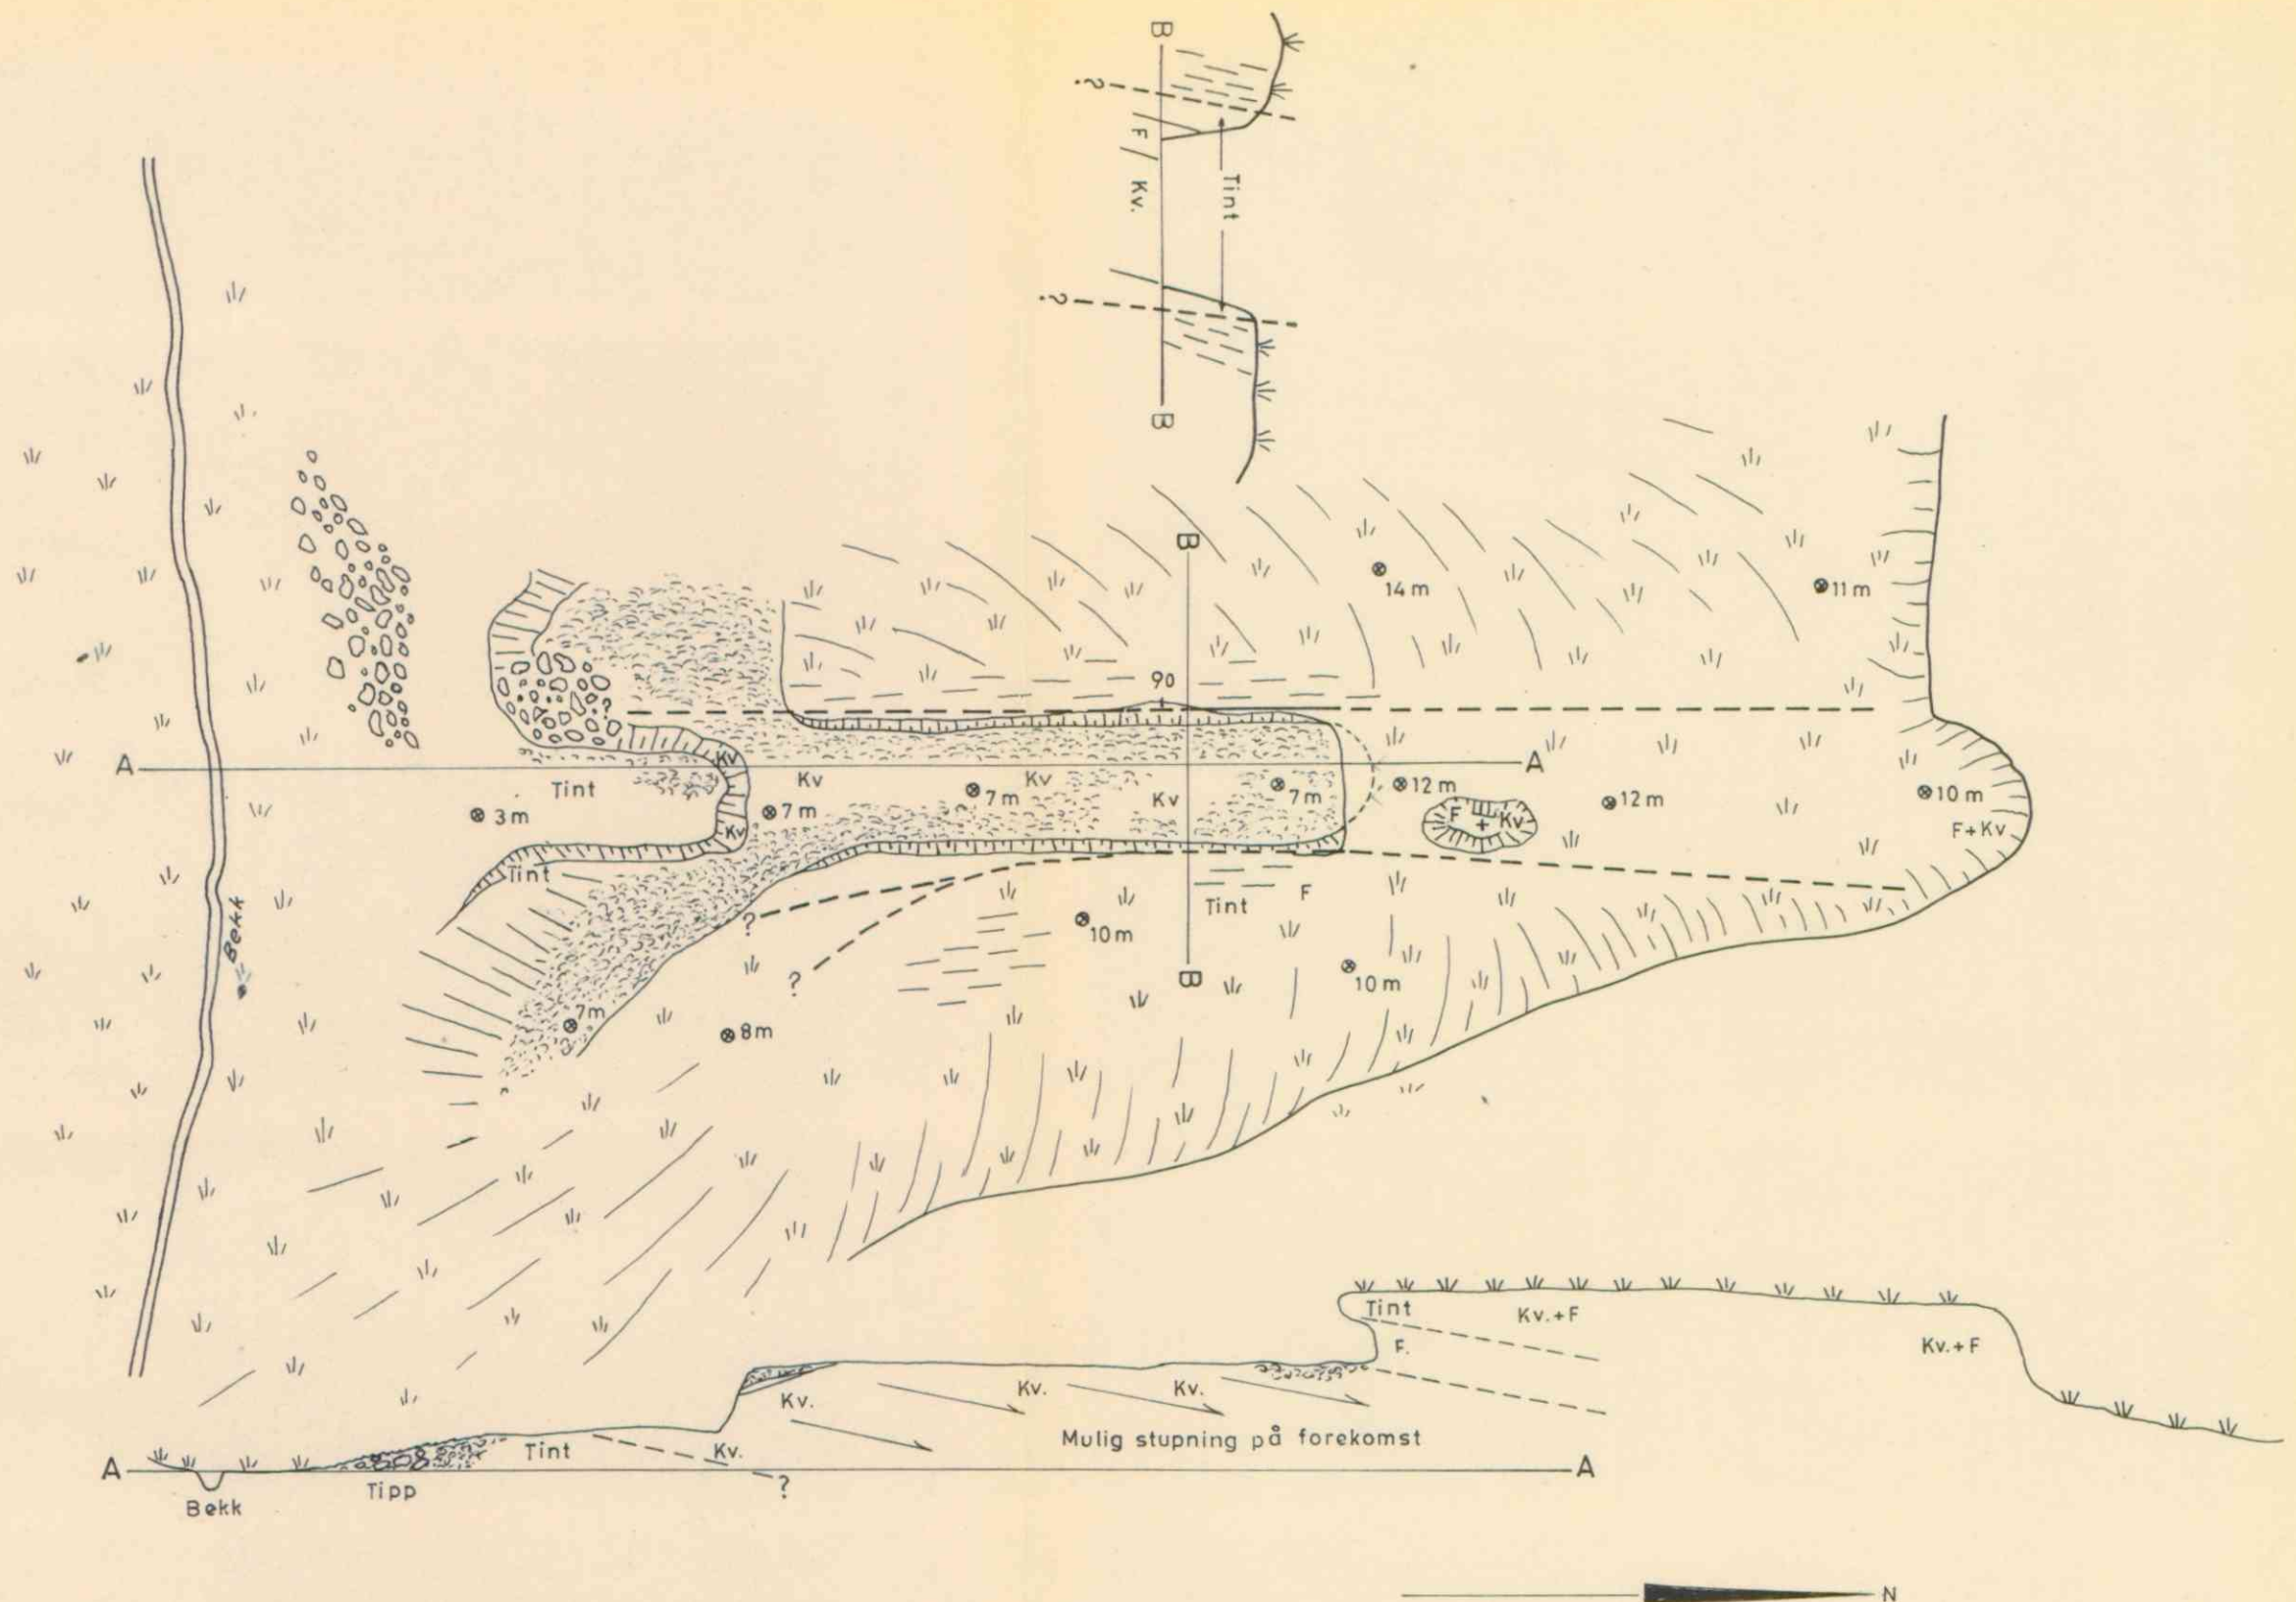 B
?
F / Kv.
Tint
?
B
B
14 m
11 m
90
?
A
Kv
Tint
Kv
Kv
A
3 m
7 m
7 m
Kv
7 m
12 m
12 m
10 m
Kv
F + Kv
F+Kv
Tint
F
Tint
?
10 m
Bekk
?
B
10 m
7m
8m
Tint
Kv.+F
F.
Kv.+F
Kv.
Kv.
Kv.
Mulig stupning på forekomst
Tint
Kv.
A
?
A
Tipp
Bekk
N